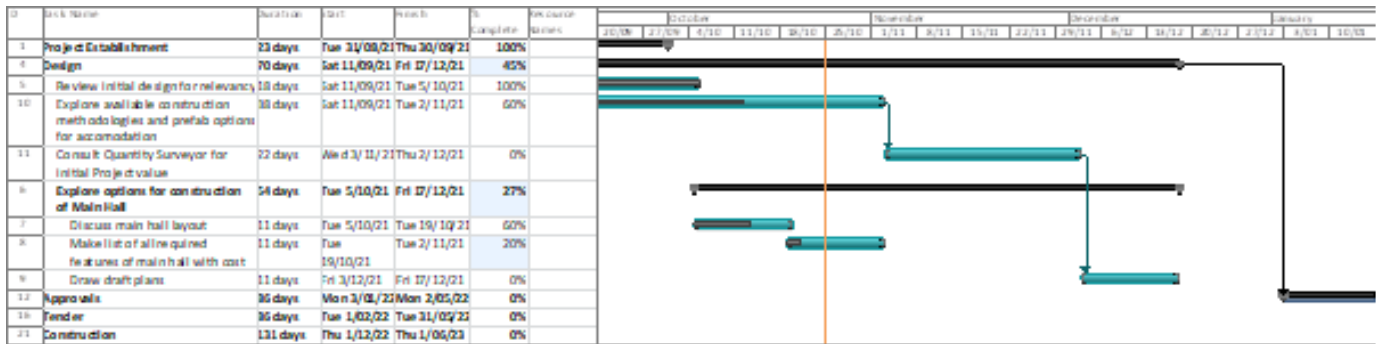 ID Task Name Duration Start Finish % Complete Resource Names
October November December January
20/09 27/09 4/10 11/10 18/10 25/10 1/11 8/11 15/11 22/11 29/11 6/12 13/12 20/12 27/12 3/01 10/01
1 Project Establishment 23 days Tue 31/08/21 Thu 30/09/21 100%
4 Design 70 days Sat 11/09/21 Fri 17/12/21 45%
5 Review initial design for relevancy 18 days Sat 11/09/21 Tue 5/10/21 100%
10 Explore available construction 38 days Sat 11/09/21 Tue 2/11/21 60%
methodologies and prefab options
for accomodation
11 Consult Quantity Surveyor for 22 days Wed 3/11/21 Thu 2/12/21 0%
Initial Project value
6 Explore options for construction 54 days Tue 5/10/21 Fri 17/12/21 27%
of Main Hall
7 Discuss main hall layout 11 days Tue 5/10/21 Tue 19/10/21 60%
8 Make list of all required 11 days Tue Tue 2/11/21 20%
features of main hall with cost 19/10/21
9 Draw draft plans 11 days Fri 3/12/21 Fri 17/12/21 0%
12 Approvals 86 days Mon 3/01/22 Mon 2/05/22 0%
16 Tender 86 days Tue 1/02/22 Tue 31/05/22 0%
21 Construction 131 days Thu 1/12/22 Thu 1/06/23 0%